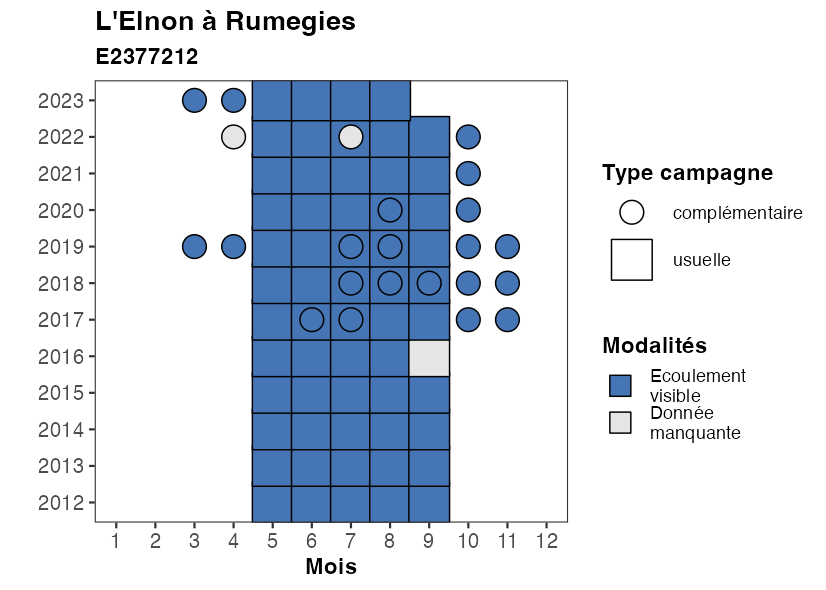 L'Elnon à Rumegies
E2377212
2023
2022
2021
2020
2019
2018
2017
2016
2015
2014
2013
2012
1 2 3 4 5 6 7 8 9 10 11 12
Mois
Type campagne
complémentaire
usuelle
Modalités
Ecoulement
visible
Donnée
manquante